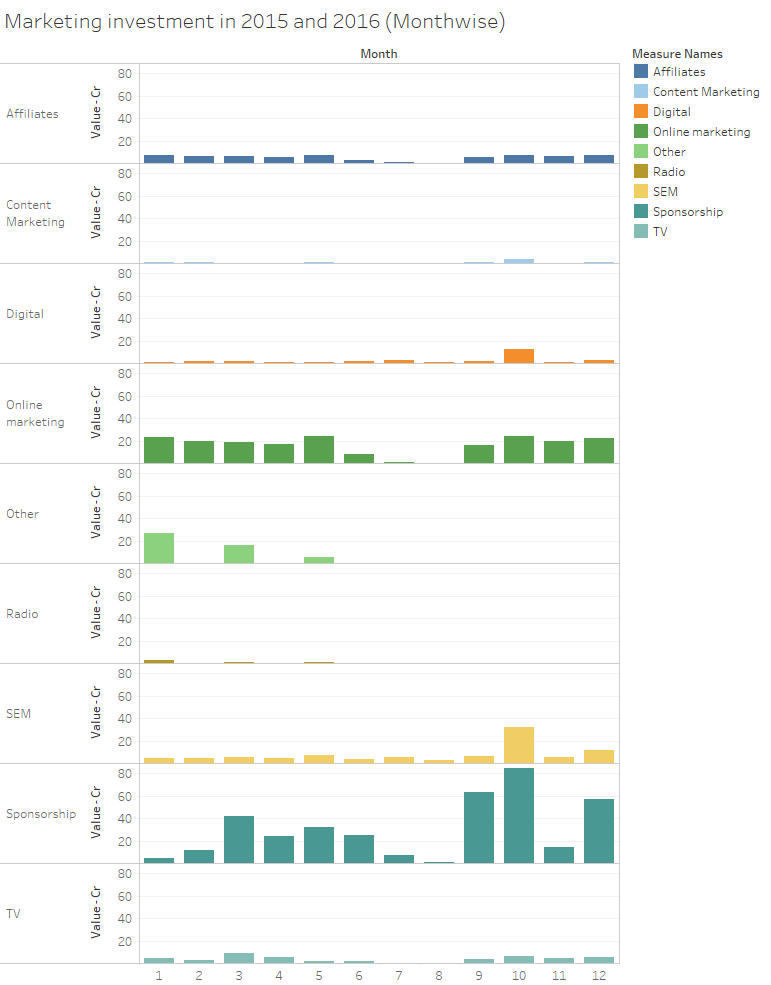 Marketing investment in 2015 and 2016 (Monthwise)
Month
Measure Names
Affiliates
Content Marketing
Digital
Online marketing
Other
Radio
SEM
Sponsorship
TV
Affiliates
Value - Cr
80
60
40
20
Content
Marketing
Value - Cr
80
60
40
20
Digital
Value - Cr
80
60
40
20
Online
marketing
Value - Cr
80
60
40
20
Other
Value - Cr
80
60
40
20
Radio
Value - Cr
80
60
40
20
SEM
Value - Cr
80
60
40
20
Sponsorship
Value - Cr
80
60
40
20
TV
Value - Cr
80
60
40
20
1 2 3 4 5 6 7 8 9 10 11 12